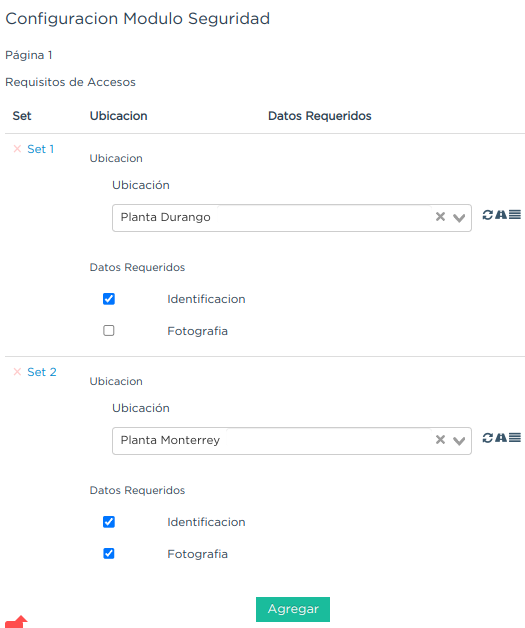 Configuracion Modulo Seguridad
Página 1
Requisitos de Accesos
Set Ubicacion Datos Requeridos
× Set 1
Ubicacion
Ubicación
Planta Durango
Datos Requeridos
Identificacion
Fotografia
× Set 2
Ubicacion
Ubicación
Planta Monterrey
Datos Requeridos
Identificacion
Fotografia
Agregar